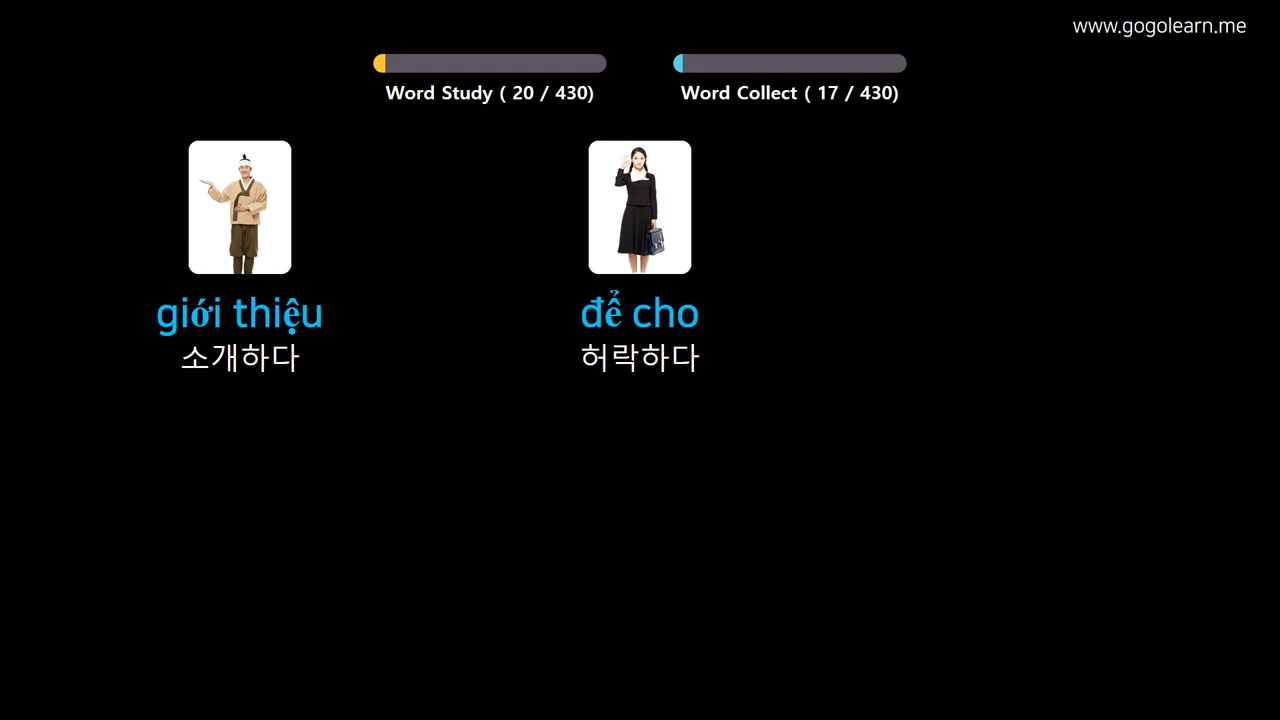 www.gogolearn.me
Word Study ( 20 / 430)
Word Collect ( 17 / 430)
giới thiệu
소개하다
để cho
허락하다